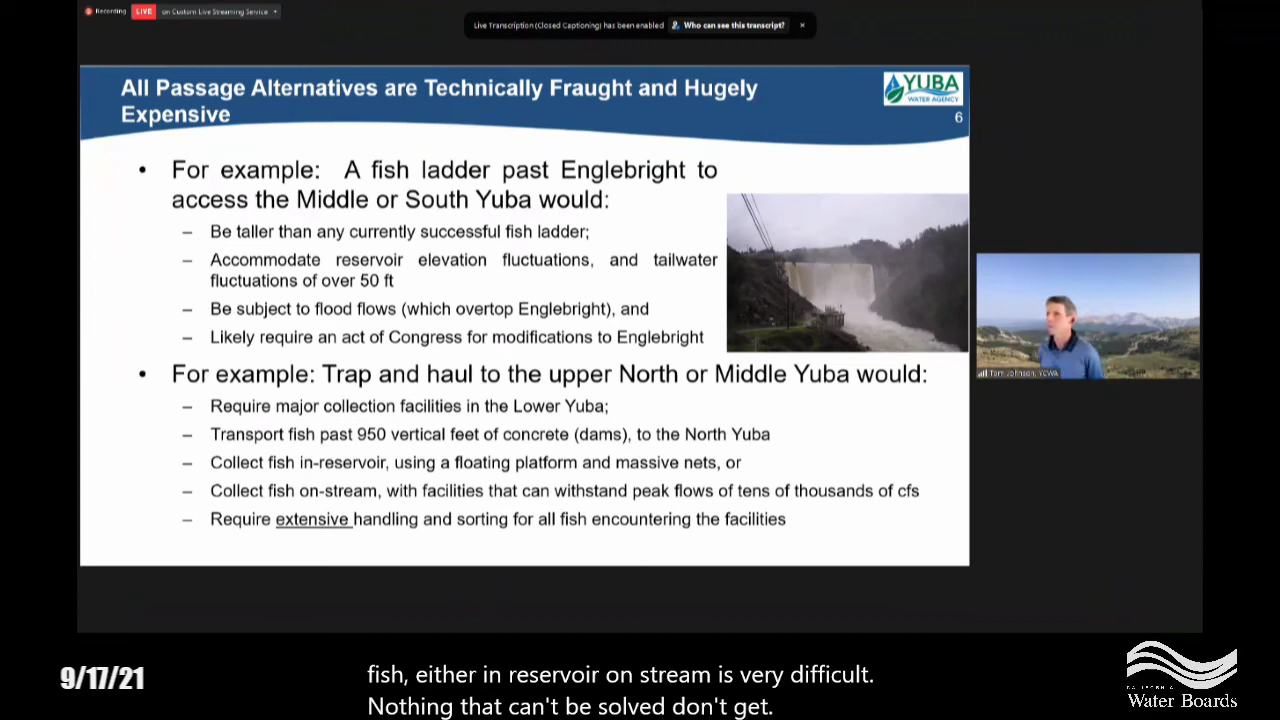 Recording LIVE on Custom Live Streaming Service
Live Transcription (Closed Captioning) has been enabled Who can see this transcript? ×
All Passage Alternatives are Technically Fraught and Hugely
Expensive
YUBA
WATER AGENCY
6
• For example: A fish ladder past Englebright to
access the Middle or South Yuba would:
– Be taller than any currently successful fish ladder;
– Accommodate reservoir elevation fluctuations, and tailwater
fluctuations of over 50 ft
– Be subject to flood flows (which overtop Englebright), and
– Likely require an act of Congress for modifications to Englebright
• For example: Trap and haul to the upper North or Middle Yuba would:
– Require major collection facilities in the Lower Yuba;
– Transport fish past 950 vertical feet of concrete (dams), to the North Yuba
– Collect fish in-reservoir, using a floating platform and massive nets, or
– Collect fish on-stream, with facilities that can withstand peak flows of tens of thousands of cfs
– Require extensive handling and sorting for all fish encountering the facilities
Tom Johnson, YCWA
9/17/21
fish, either in reservoir on stream is very difficult.
Nothing that can't be solved don't get.
CALIFORNIA
Water Boards